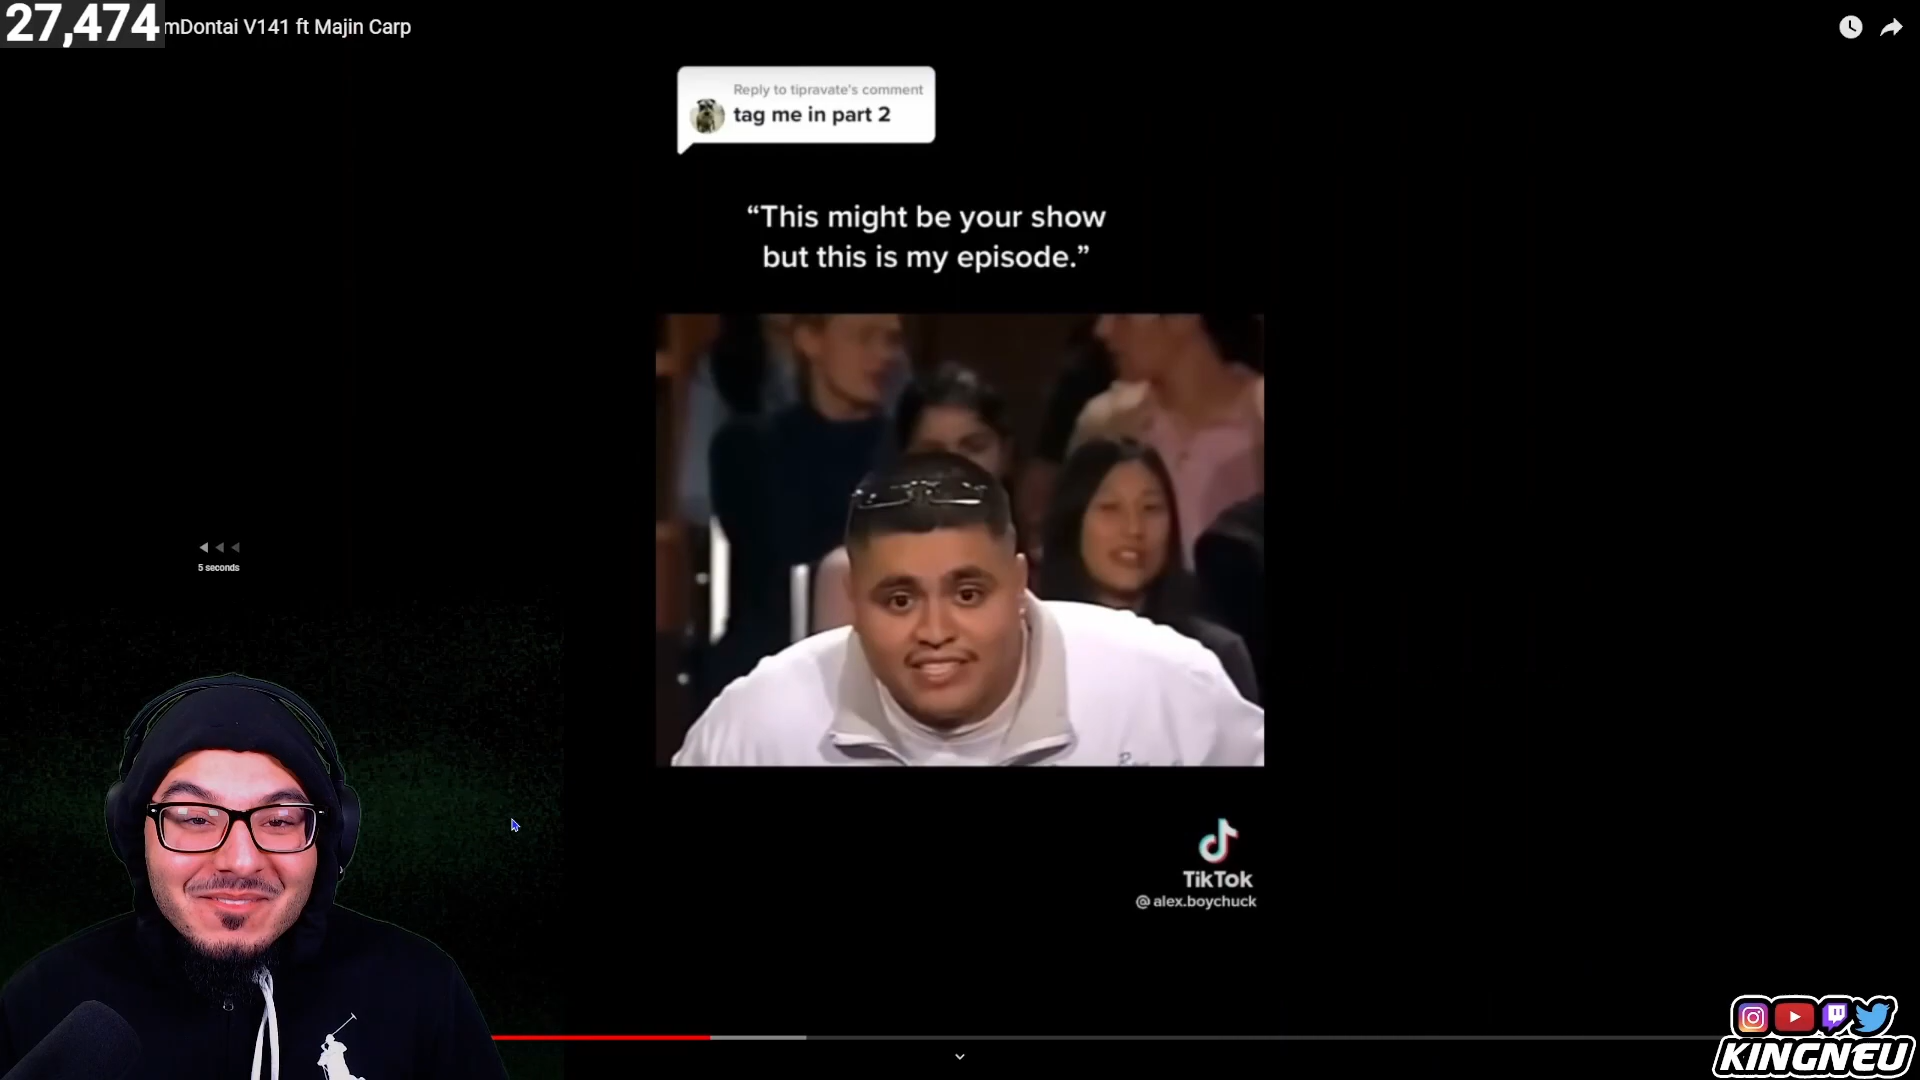 27,474
mDontai V141 ft Majin Carp
Reply to tipravate's comment
tag me in part 2
“This might be your show
but this is my episode.”
5 seconds
TikTok
@alex.boychuck
KINGNEU